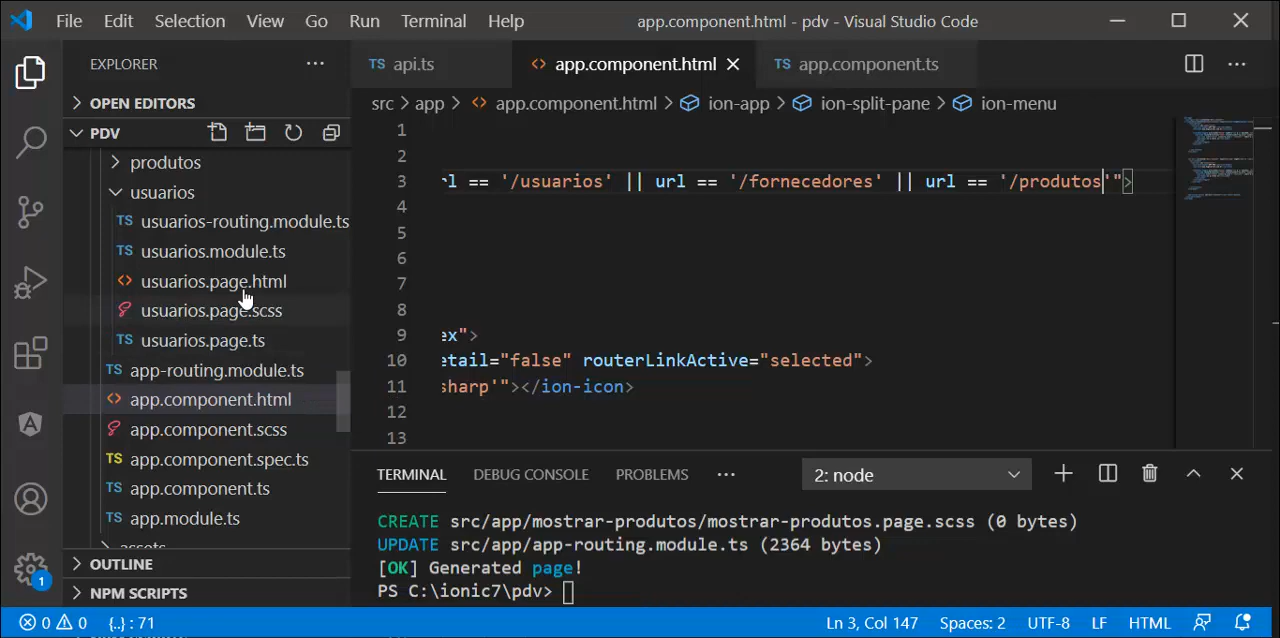 File Edit Selection View Go Run Terminal Help app.component.html - pdv - Visual Studio Code
EXPLORER ···
TS api.ts <> app.component.html × TS app.component.ts ···
OPEN EDITORS
src > app > <> app.component.html > ion-app > ion-split-pane > ion-menu
PDV
produtos
usuarios
TS usuarios-routing.module.ts
TS usuarios.module.ts
<> usuarios.page.html
usuarios.page.scss
TS usuarios.page.ts
TS app-routing.module.ts
<> app.component.html
app.component.scss
TS app.component.spec.ts
TS app.component.ts
TS app.module.ts
assets
OUTLINE
NPM SCRIPTS
1
1
2
3 rl == '/usuarios' || url == '/fornecedores' || url == '/produtos'">
4
5
6
7
8
9 ex">
10 etail="false" routerLinkActive="selected">
11 sharp'"></ion-icon>
12
13
TERMINAL DEBUG CONSOLE PROBLEMS ··· 2: node
CREATE src/app/mostrar-produtos/mostrar-produtos.page.scss (0 bytes)
UPDATE src/app/app-routing.module.ts (2364 bytes)
[OK] Generated page!
PS C:\ionic7\pdv>
0 0 {..} : 71 Ln 3, Col 147 Spaces: 2 UTF-8 LF HTML